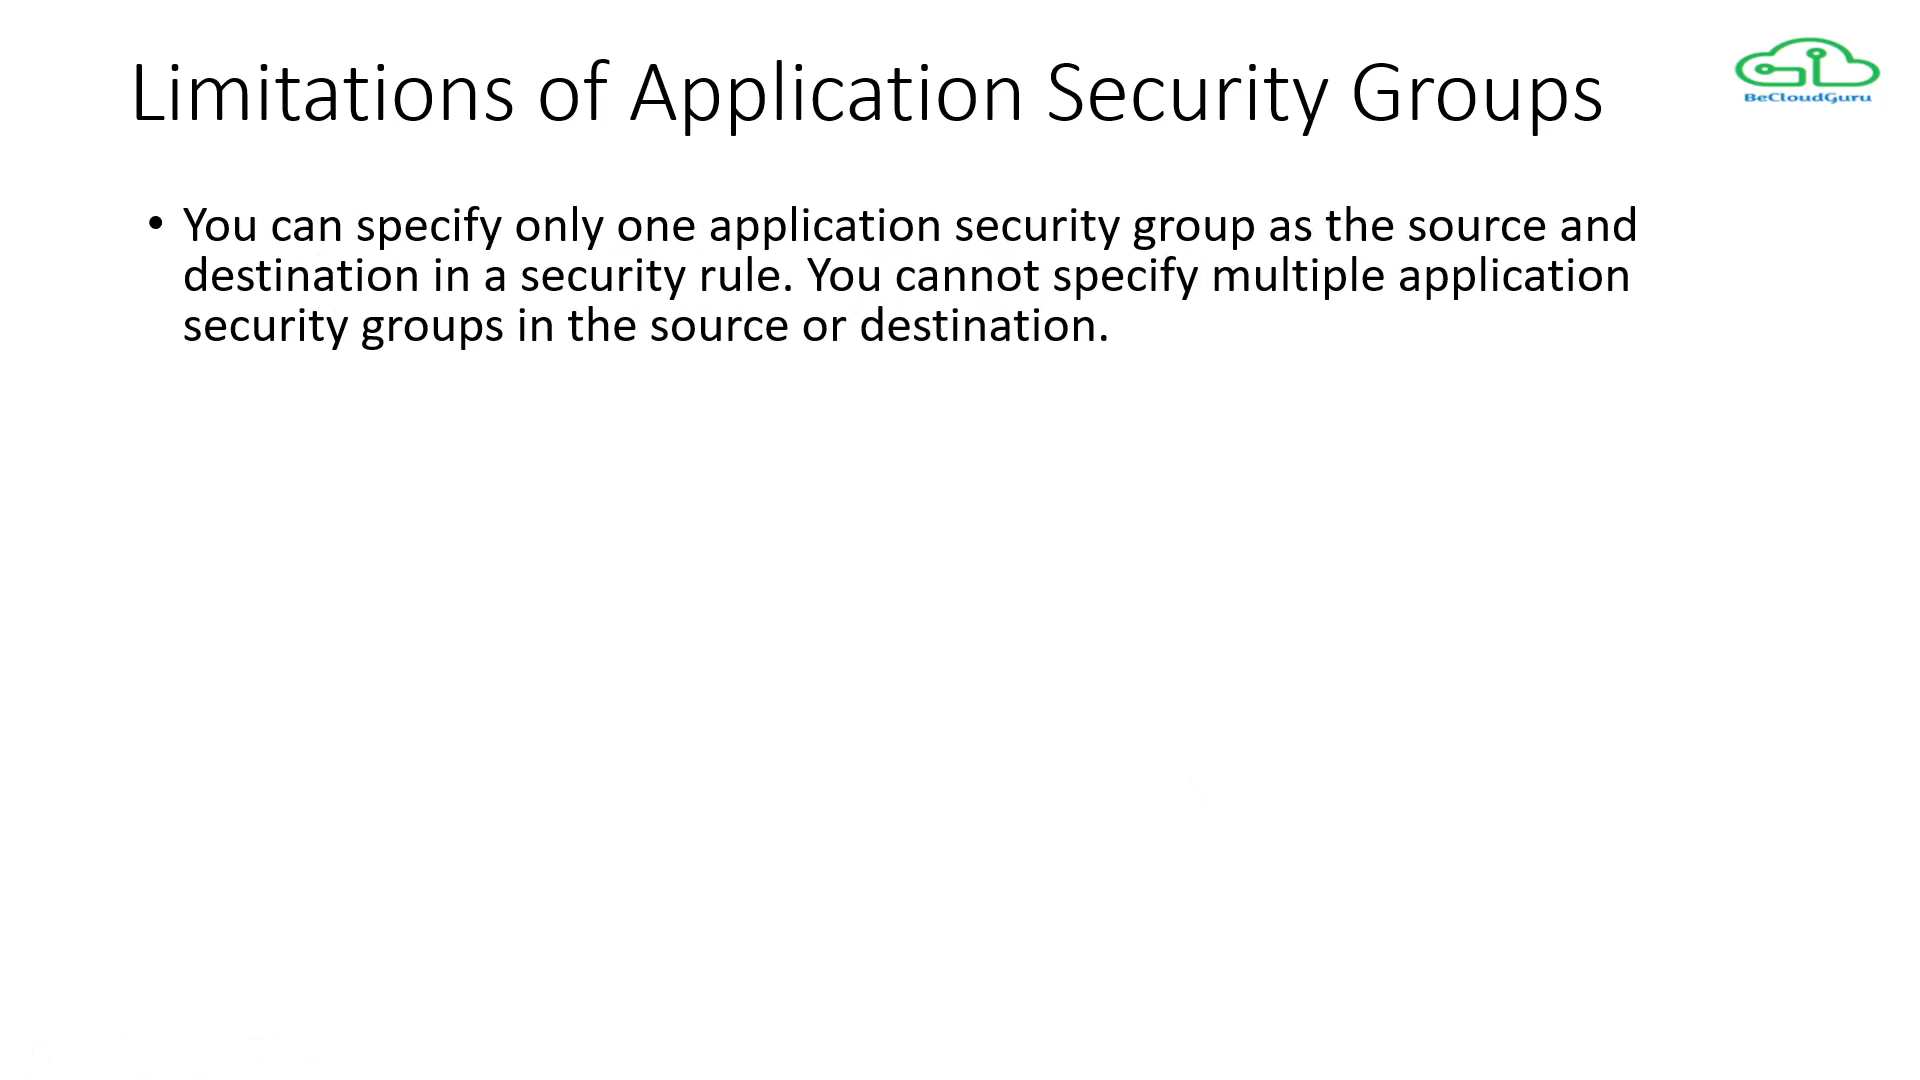 Limitations of Application Security Groups
BeCloudGuru
• You can specify only one application security group as the source and
destination in a security rule. You cannot specify multiple application
security groups in the source or destination.